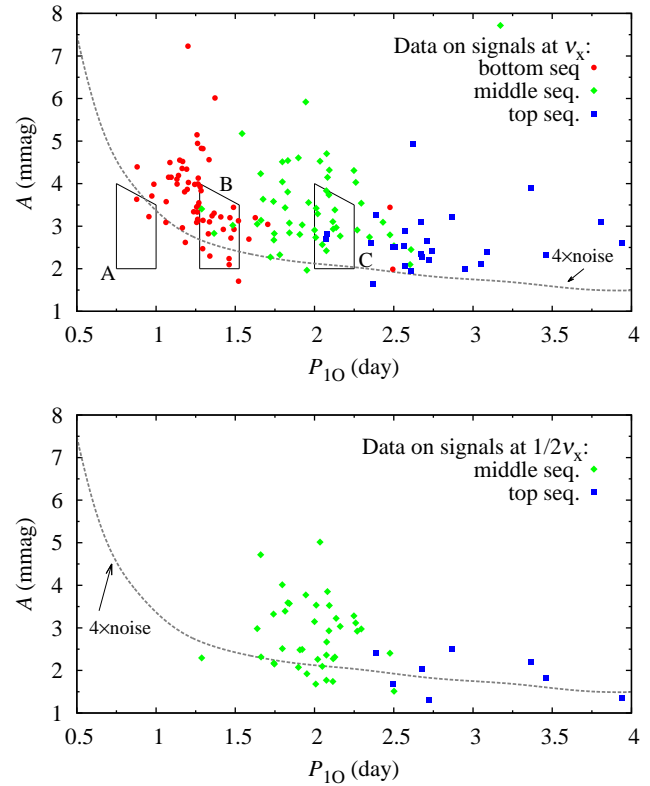 8
7
6
5
4
3
2
1
A (mmag)
Data on signals at νx:
bottom seq
middle seq.
top seq.
A
B
C
4×noise
0.5 1 1.5 2 2.5 3 3.5 4
P1O (day)
8
7
6
5
4
3
2
1
A (mmag)
Data on signals at 1/2νx:
middle seq.
top seq.
4×noise
0.5 1 1.5 2 2.5 3 3.5 4
P1O (day)